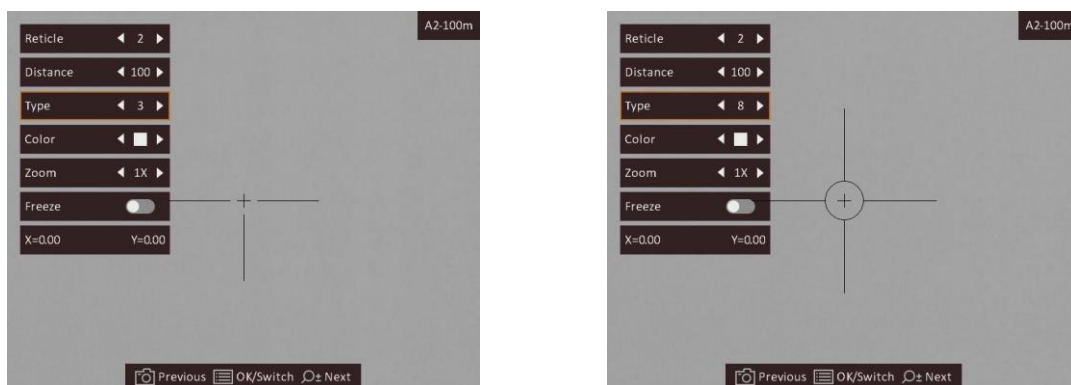 A2-100m
Reticle 2
Distance 100
Type 3
Color
Zoom 1X
Freeze
X=0.00 Y=0.00
Previous OK/Switch Next
A2-100m
Reticle 2
Distance 100
Type 8
Color
Zoom 1X
Freeze
X=0.00 Y=0.00
Previous OK/Switch Next